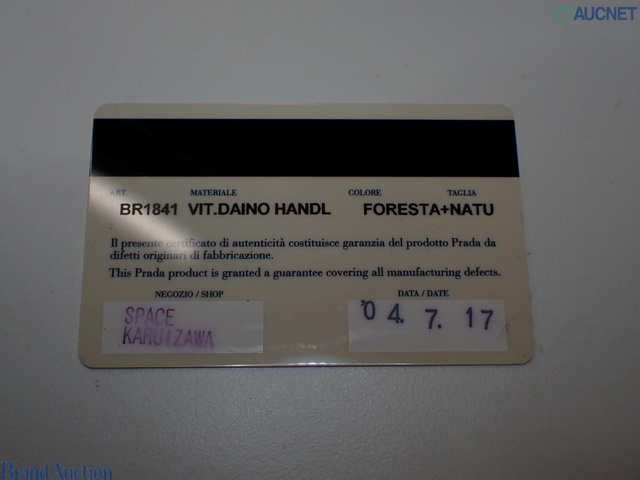 AUCNET
ART. MATERIALE COLORE TAGLIA
BR1841 VIT.DAINO HANDL FORESTA+NATU
Il presente certificato di autenticità costituisce garanzia del prodotto Prada da
difetti originari di fabbricazione.
This Prada product is granted a guarantee covering all manufacturing defects.
NEGOZIO / SHOP DATA / DATE
SPACE
KARUIZAWA
'04. 7. 17
Brand Auction